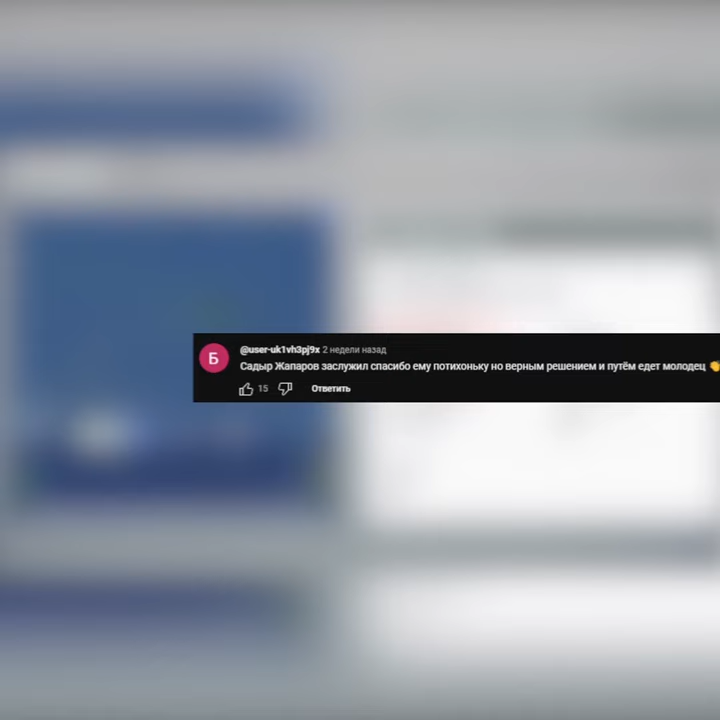 Б
@user-uk1vh3pj9x 2 недели назад
Садыр Жапаров заслужил спасибо ему потихоньку но верным решением и путём едет молодец 👏
15 Ответить